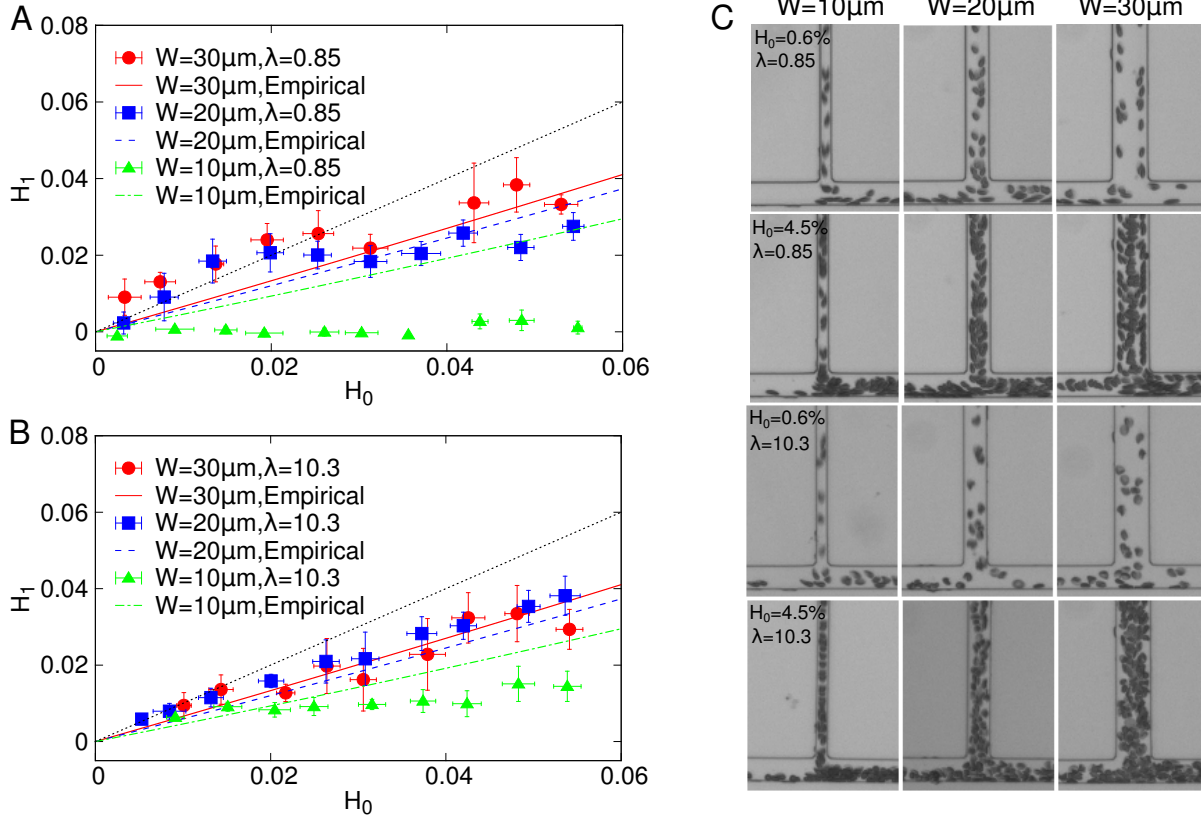 A
0.08
0.06
0.04
0.02
0
H₁
W=30μm,λ=0.85
W=30μm,Empirical
W=20μm,λ=0.85
W=20μm,Empirical
W=10μm,λ=0.85
W=10μm,Empirical
0 0.02 0.04 0.06
H₀
B
0.08
0.06
0.04
0.02
0
H₁
W=30μm,λ=10.3
W=30μm,Empirical
W=20μm,λ=10.3
W=20μm,Empirical
W=10μm,λ=10.3
W=10μm,Empirical
0 0.02 0.04 0.06
H₀
C
W=10μm W=20μm W=30μm
H₀=0.6%
λ=0.85
H₀=4.5%
λ=0.85
H₀=0.6%
λ=10.3
H₀=4.5%
λ=10.3